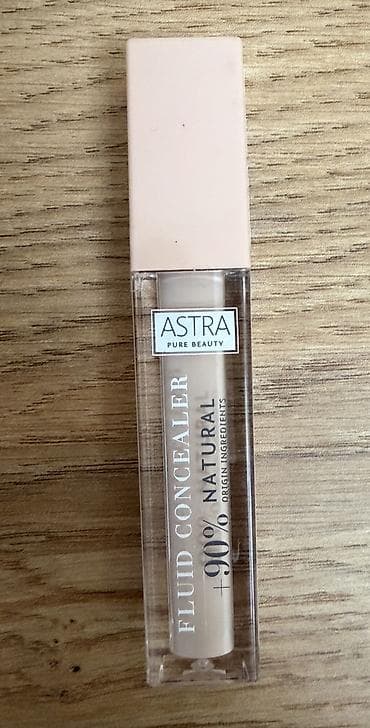 ASTRA
PURE BEAUTY
FLUID CONCEALER
+90% NATURAL
ORIGIN INGREDIENTS